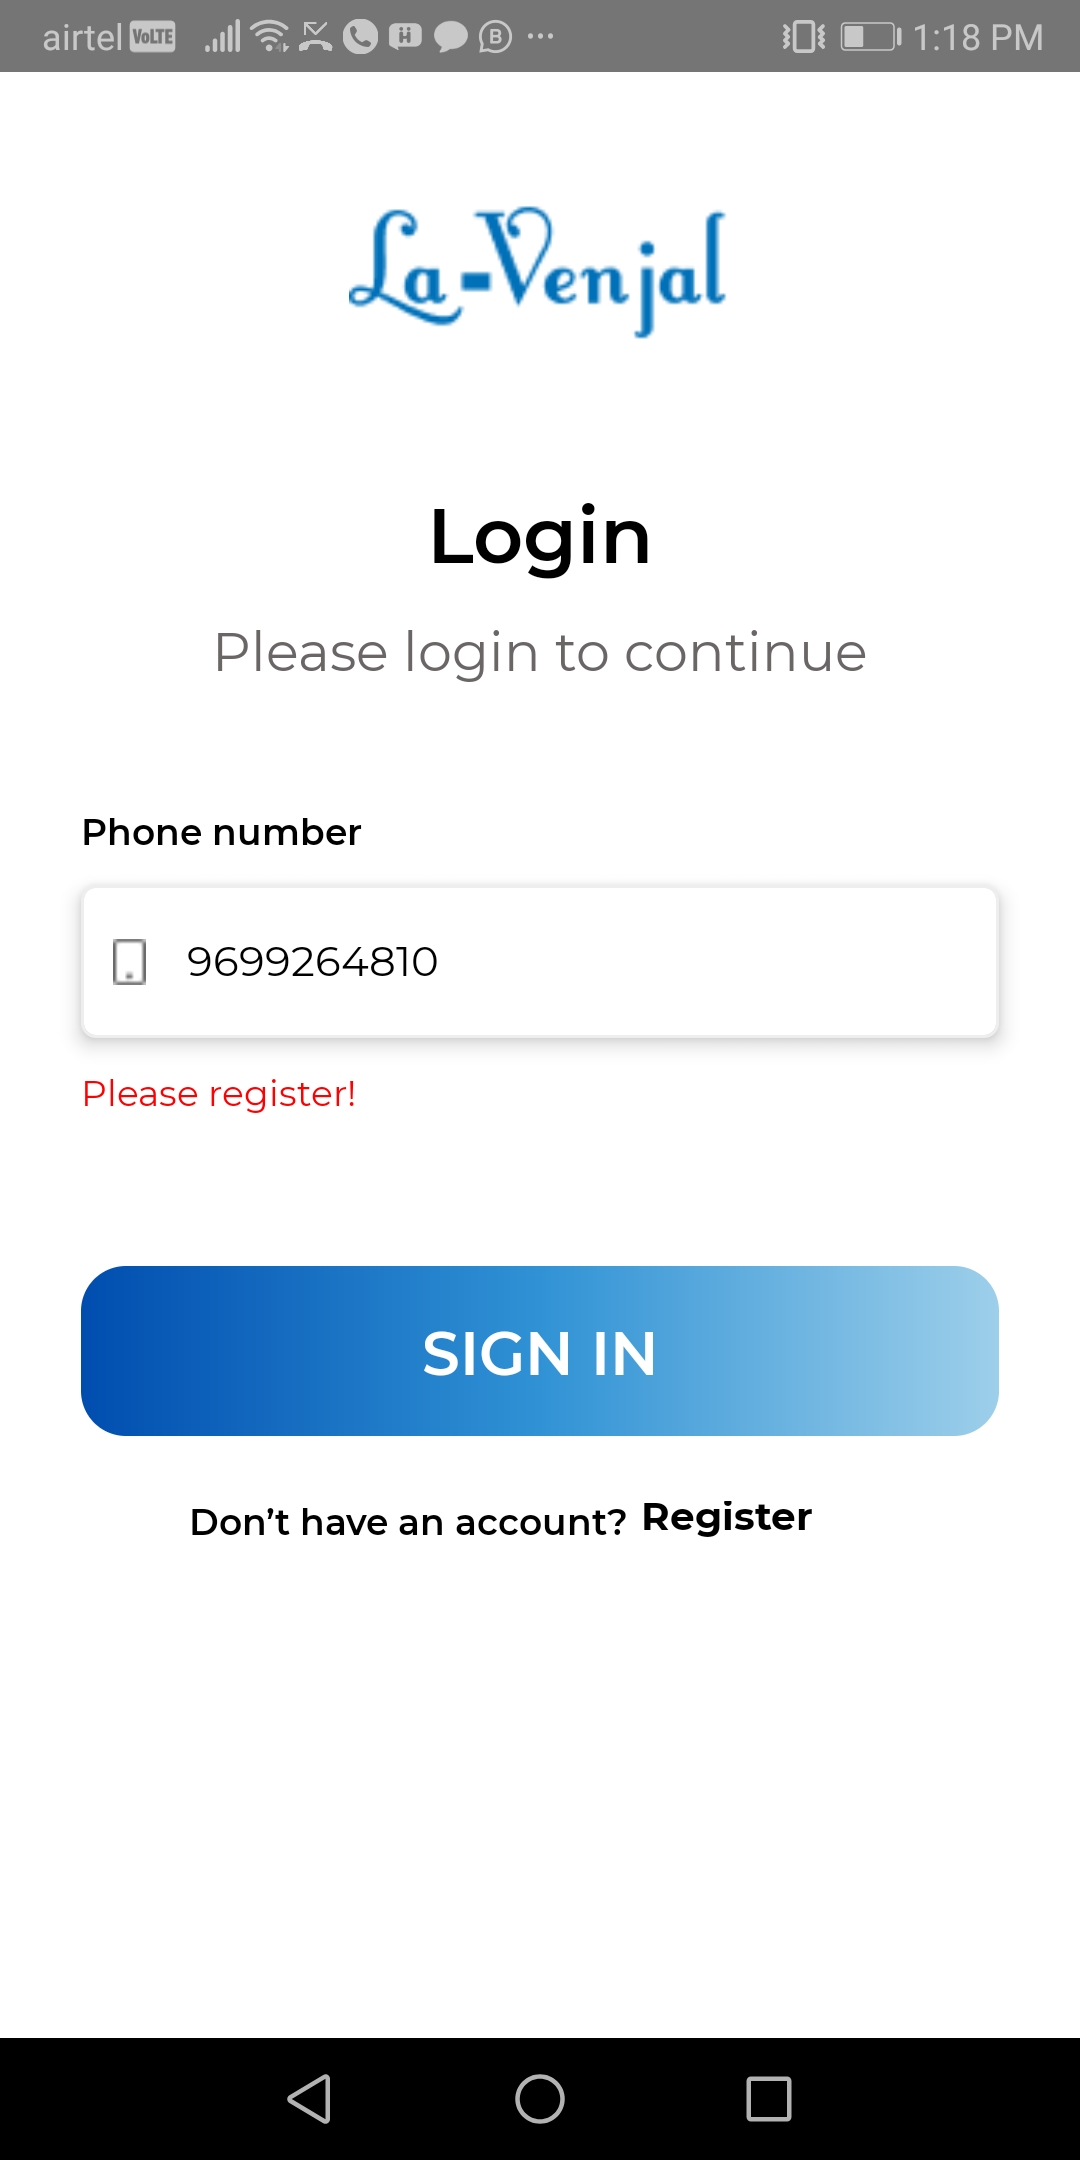 airtel VoLTE 1:18 PM
La-Venjal
Login
Please login to continue
Phone number
9699264810
Please register!
SIGN IN
Don’t have an account? Register